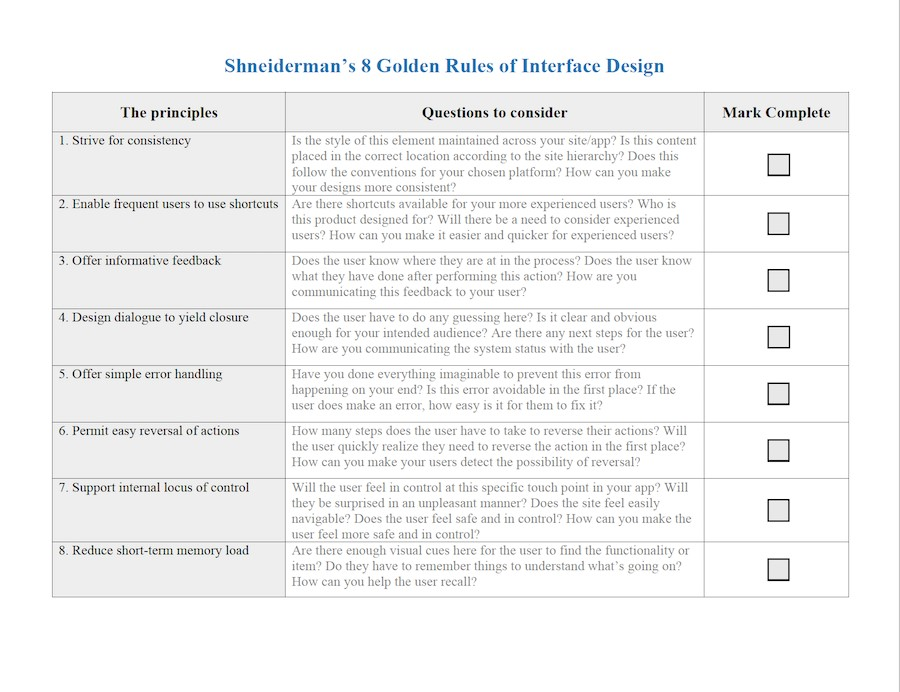 Shneiderman’s 8 Golden Rules of Interface Design
The principles
Questions to consider
Mark Complete
1. Strive for consistency
Is the style of this element maintained across your site/app? Is this content
placed in the correct location according to the site hierarchy? Does this
follow the conventions for your chosen platform? How can you make
your designs more consistent?
2. Enable frequent users to use shortcuts
Are there shortcuts available for your more experienced users? Who is
this product designed for? Will there be a need to consider experienced
users? How can you make it easier and quicker for experienced users?
3. Offer informative feedback
Does the user know where they are at in the process? Does the user know
what they have done after performing this action? How are you
communicating this feedback to your user?
4. Design dialogue to yield closure
Does the user have to do any guessing here? Is it clear and obvious
enough for your intended audience? Are there any next steps for the user?
How are you communicating the system status with the user?
5. Offer simple error handling
Have you done everything imaginable to prevent this error from
happening on your end? Is this error avoidable in the first place? If the
user does make an error, how easy is it for them to fix it?
6. Permit easy reversal of actions
How many steps does the user have to take to reverse their actions? Will
the user quickly realize they need to reverse the action in the first place?
How can you make your users detect the possibility of reversal?
7. Support internal locus of control
Will the user feel in control at this specific touch point in your app? Will
they be surprised in an unpleasant manner? Does the site feel easily
navigable? Does the user feel safe and in control? How can you make the
user feel more safe and in control?
8. Reduce short-term memory load
Are there enough visual cues here for the user to find the functionality or
item? Do they have to remember things to understand what’s going on?
How can you help the user recall?